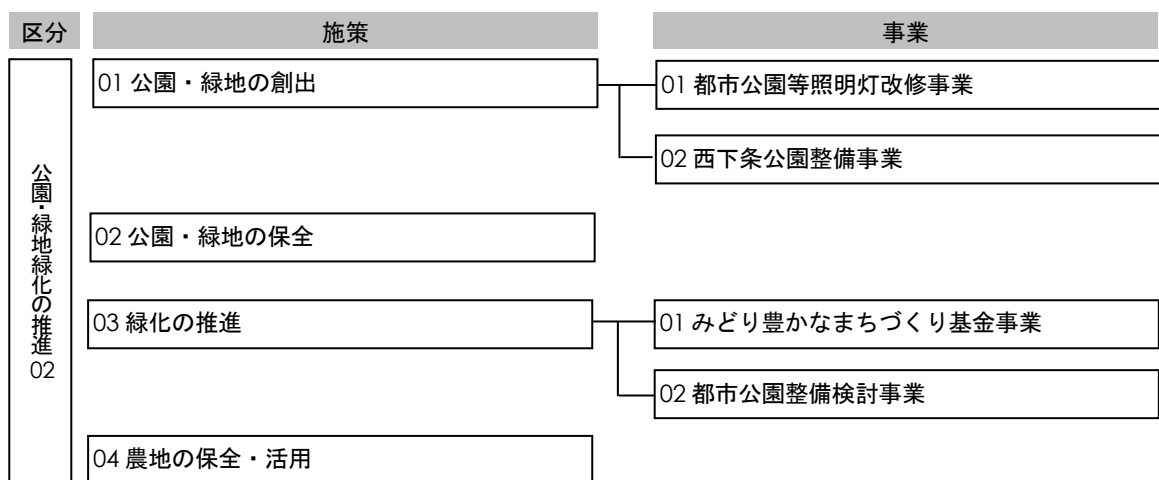 区分
施策
事業
公園・緑地緑化の推進02
01 公園・緑地の創出
01 都市公園等照明灯改修事業
02 西下条公園整備事業
02 公園・緑地の保全
03 緑化の推進
01 みどり豊かなまちづくり基金事業
02 都市公園整備検討事業
04 農地の保全・活用